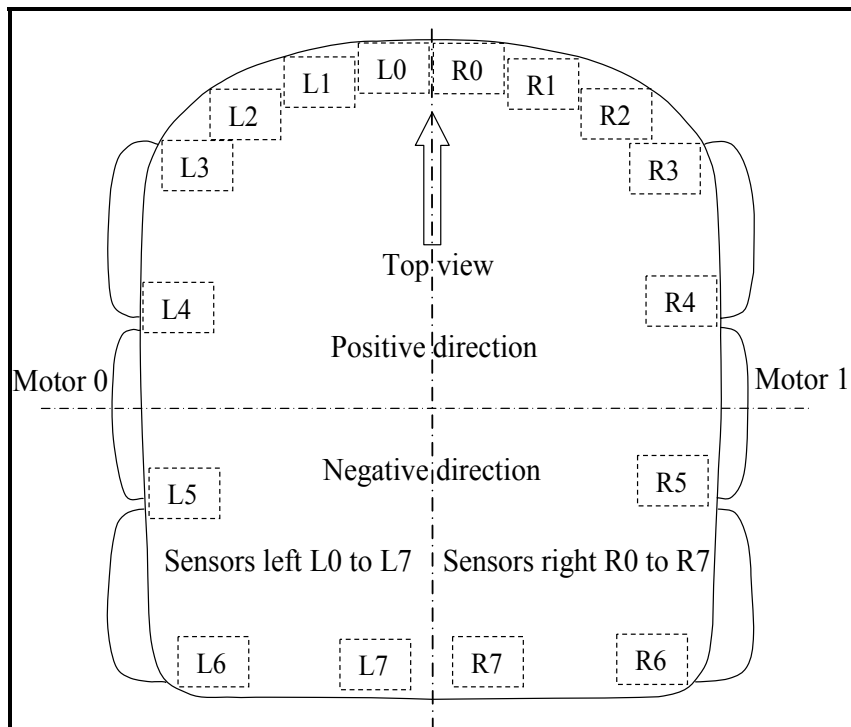 L0 R0
L1 R1
L2 R2
L3 R3
Top view
L4 R4
Positive direction
Motor 0 Motor 1
Negative direction
L5 R5
Sensors left L0 to L7 Sensors right R0 to R7
L6 L7 R7 R6